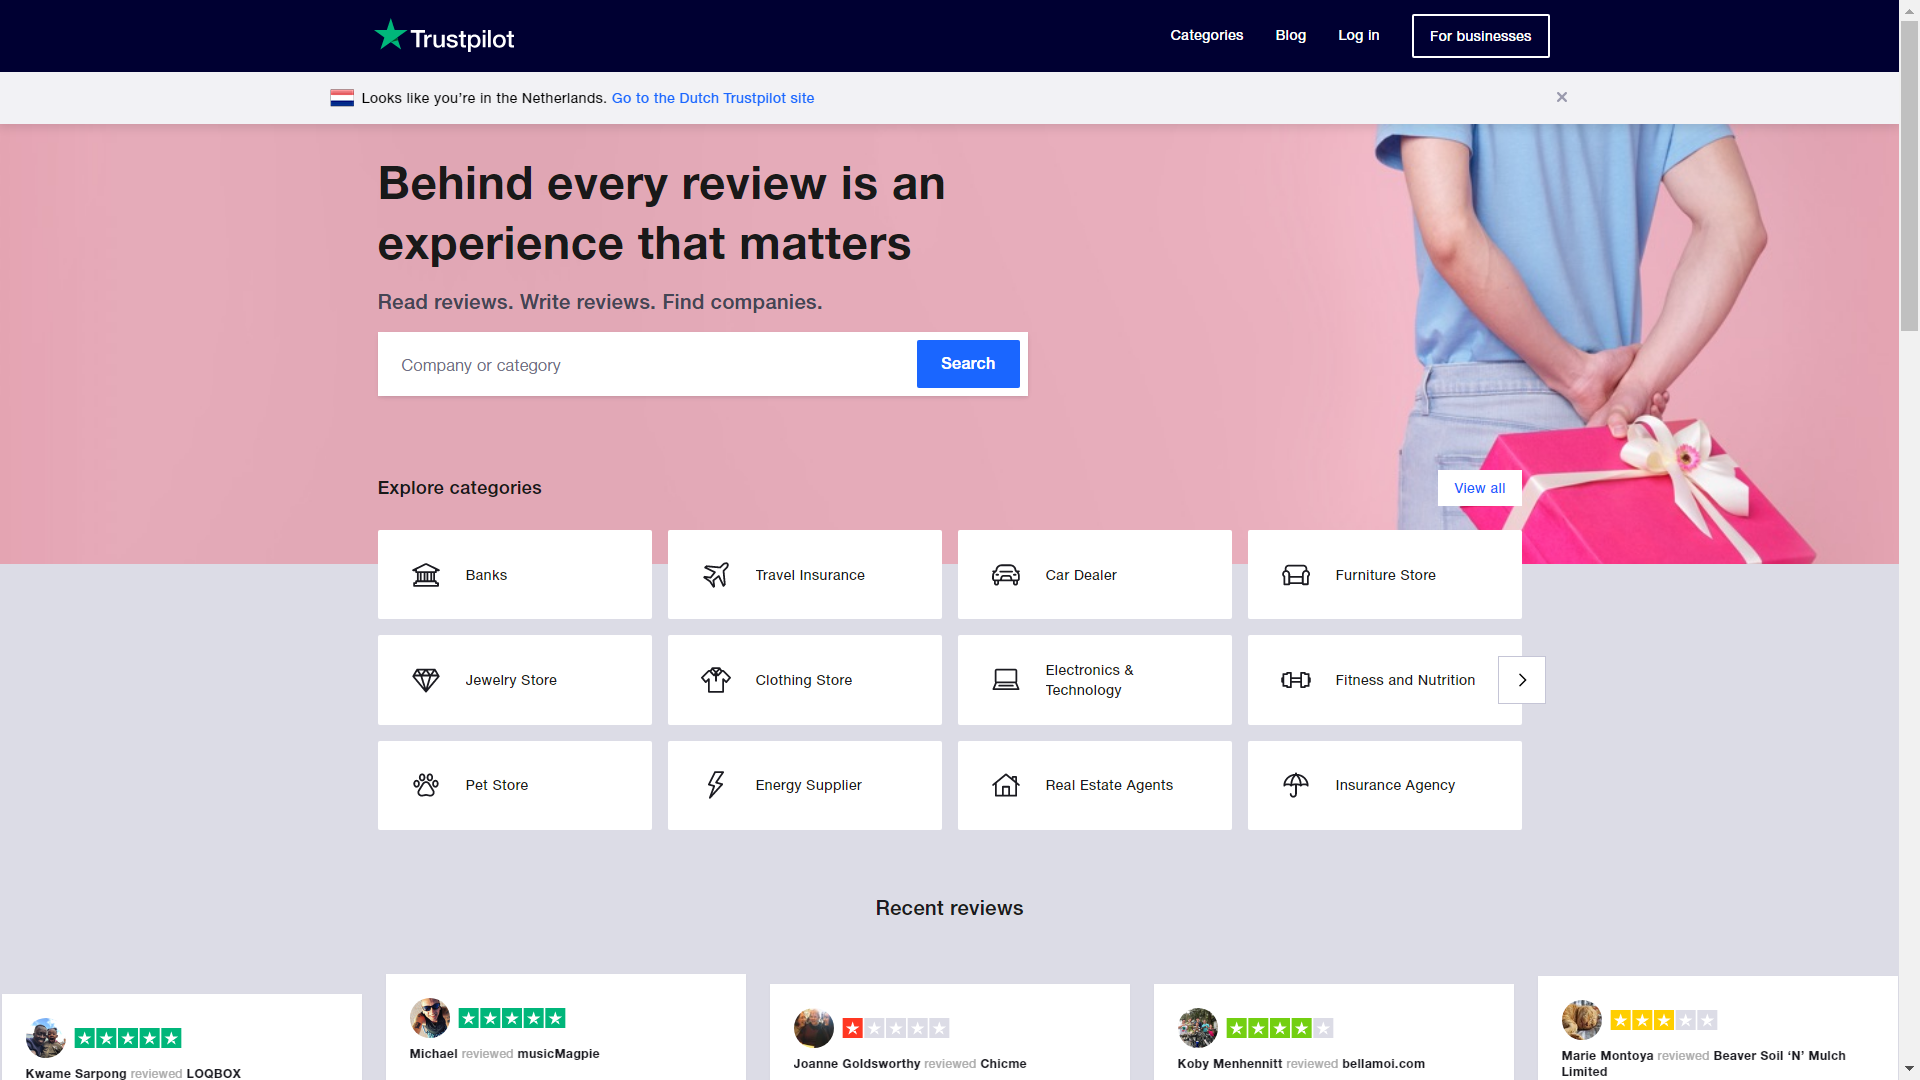 Trustpilot
Categories
Blog
Log in
For businesses
Looks like you’re in the Netherlands. Go to the Dutch Trustpilot site
Behind every review is an
experience that matters
Read reviews. Write reviews. Find companies.
Company or category
Search
Explore categories
View all
Banks
Travel Insurance
Car Dealer
Furniture Store
Jewelry Store
Clothing Store
Electronics &
Technology
Fitness and Nutrition
Pet Store
Energy Supplier
Real Estate Agents
Insurance Agency
Recent reviews
Kwame Sarpong reviewed LOQBOX
Michael reviewed musicMagpie
Joanne Goldsworthy reviewed Chicme
Koby Menhennitt reviewed bellamoi.com
Marie Montoya reviewed Beaver Soil ‘N’ Mulch
Limited